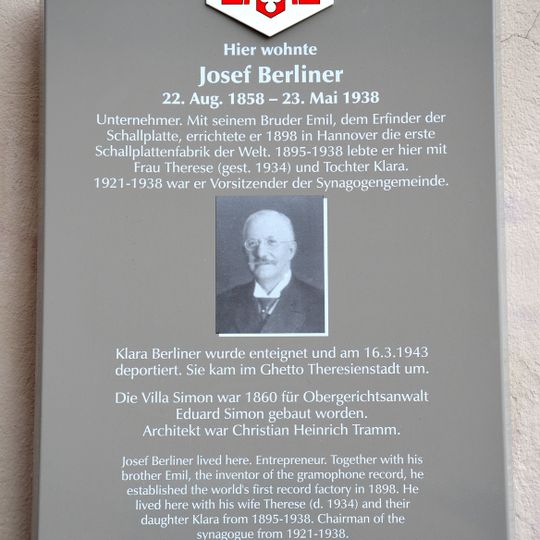 Hier wohnte
Josef Berliner
22. Aug. 1858 – 23. Mai 1938
Unternehmer. Mit seinem Bruder Emil, dem Erfinder der
Schallplatte, errichtete er 1898 in Hannover die erste
Schallplattenfabrik der Welt. 1895-1938 lebte er hier mit
Frau Therese (gest. 1934) und Tochter Klara.
1921-1938 war er Vorsitzender der Synagogengemeinde.
Klara Berliner wurde enteignet und am 16.3.1943
deportiert. Sie kam im Ghetto Theresienstadt um.
Die Villa Simon war 1860 für Obergerichtsanwalt
Eduard Simon gebaut worden.
Architekt war Christian Heinrich Tramm.
Josef Berliner lived here. Entrepreneur. Together with his
brother Emil, the inventor of the gramophone record, he
established the world's first record factory in 1898. He
lived here with his wife Therese (d. 1934) and their
daughter Klara from 1895-1938. Chairman of the
synagogue from 1921-1938.